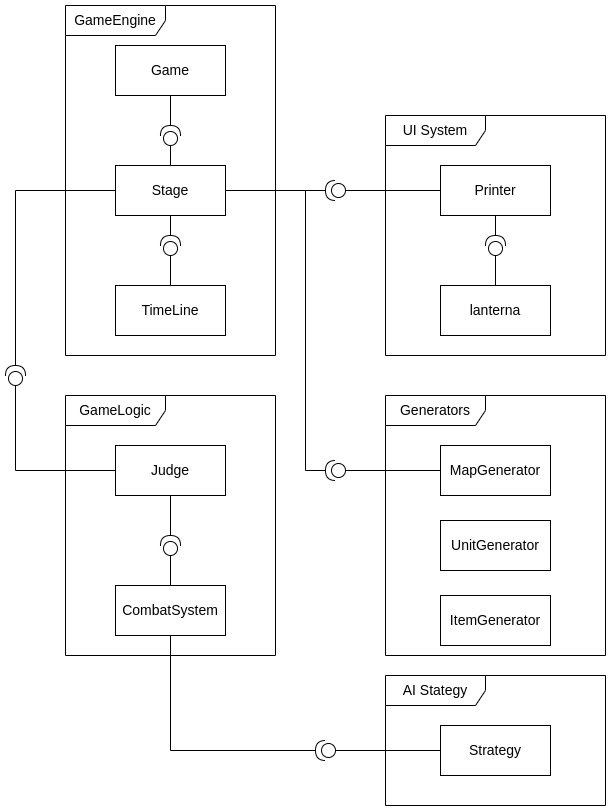 GameEngine
Game
Stage
TimeLine
UI System
Printer
lanterna
GameLogic
Judge
CombatSystem
Generators
MapGenerator
UnitGenerator
ItemGenerator
AI Stategy
Strategy